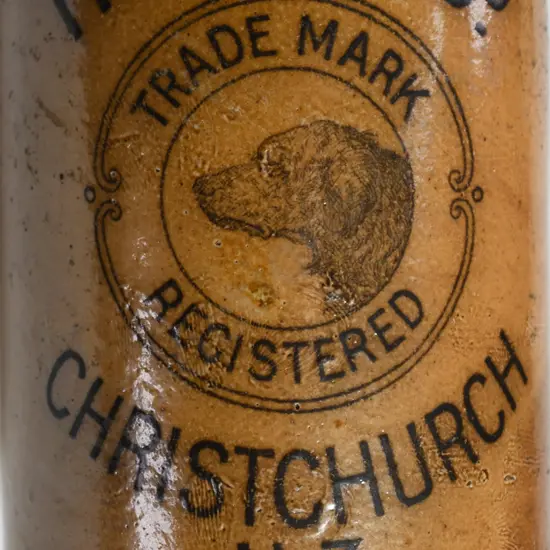 TRADE MARK
REGISTERED
CHRISTCHURCH
N.Z.